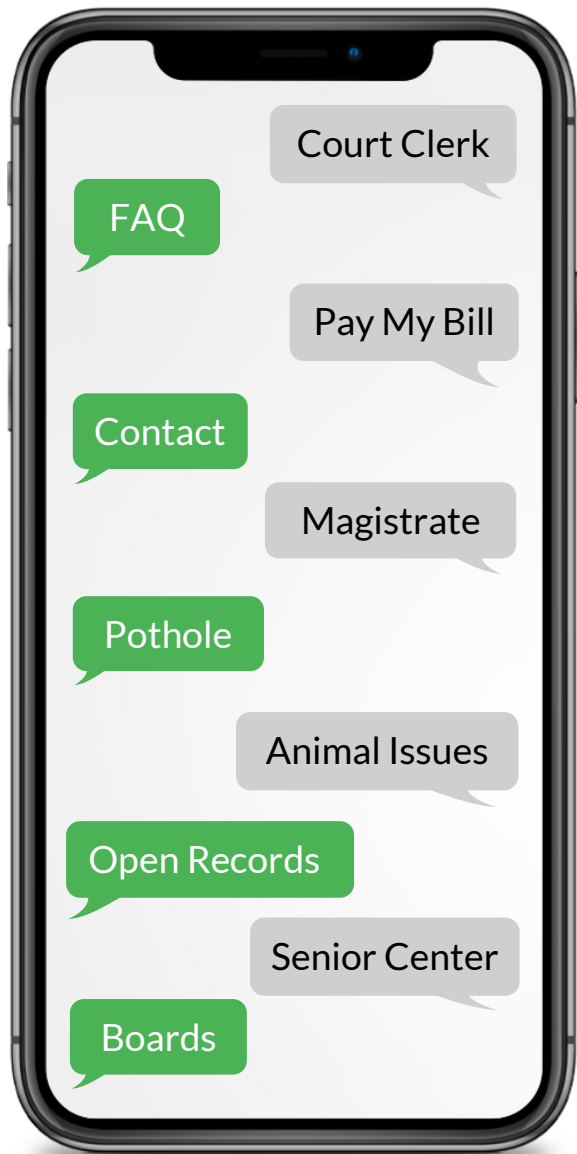 Court Clerk
FAQ
Pay My Bill
Contact
Magistrate
Pothole
Animal Issues
Open Records
Senior Center
Boards